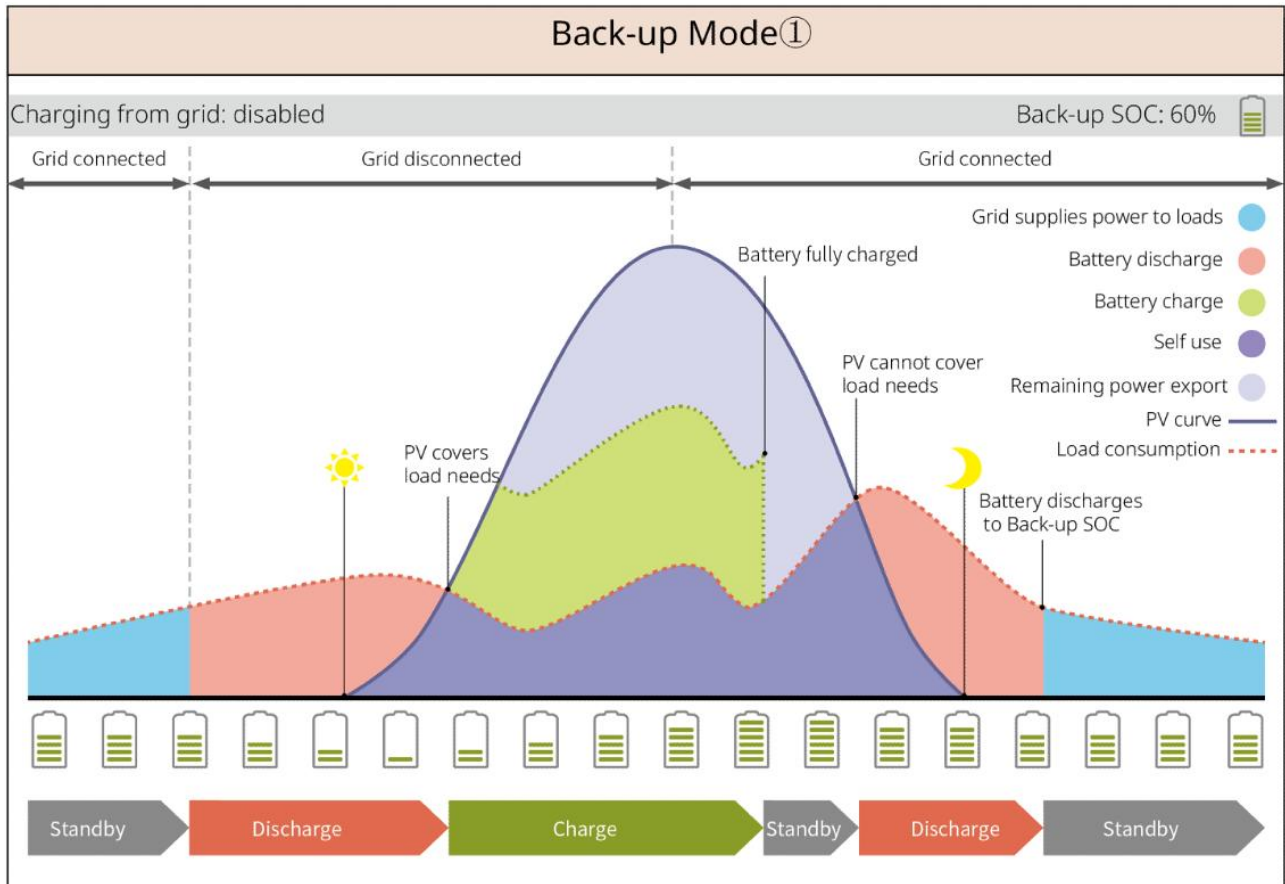 Back-up Mode①
Charging from grid: disabled
Back-up SOC: 60%
Grid connected
Grid disconnected
Grid connected
Grid supplies power to loads
Battery discharge
Battery charge
Self use
Remaining power export
PV curve
Load consumption
Battery fully charged
PV cannot cover
load needs
PV covers
load needs
Battery discharges
to Back-up SOC
Standby
Discharge
Charge
Standby
Discharge
Standby